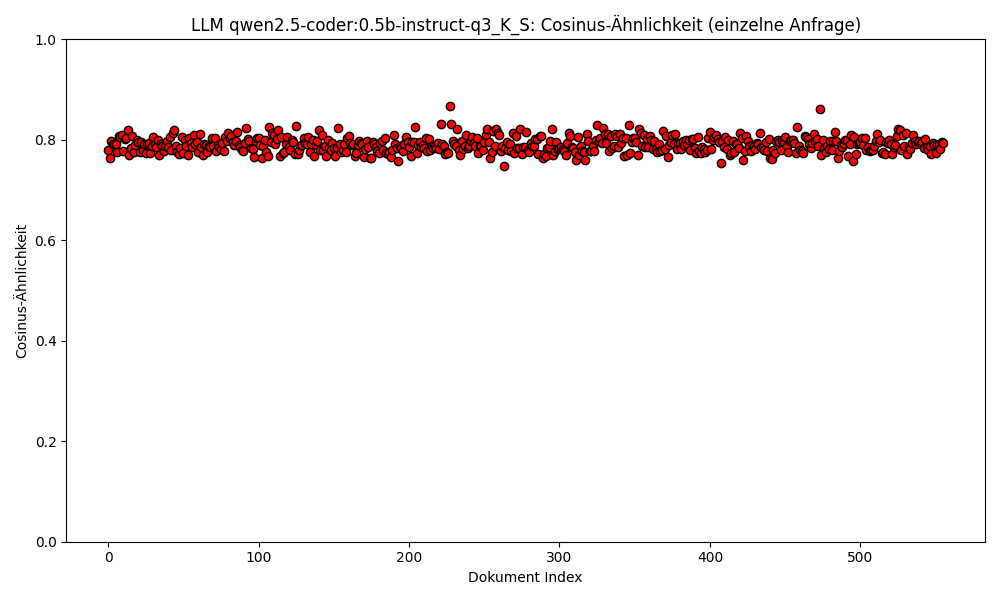 LLM qwen2.5-coder:0.5b-instruct-q3_K_S: Cosinus-Ähnlichkeit (einzelne Anfrage)
1.0
0.8
0.6
0.4
0.2
0.0
Cosinus-Ähnlichkeit
0 100 200 300 400 500
Dokument Index